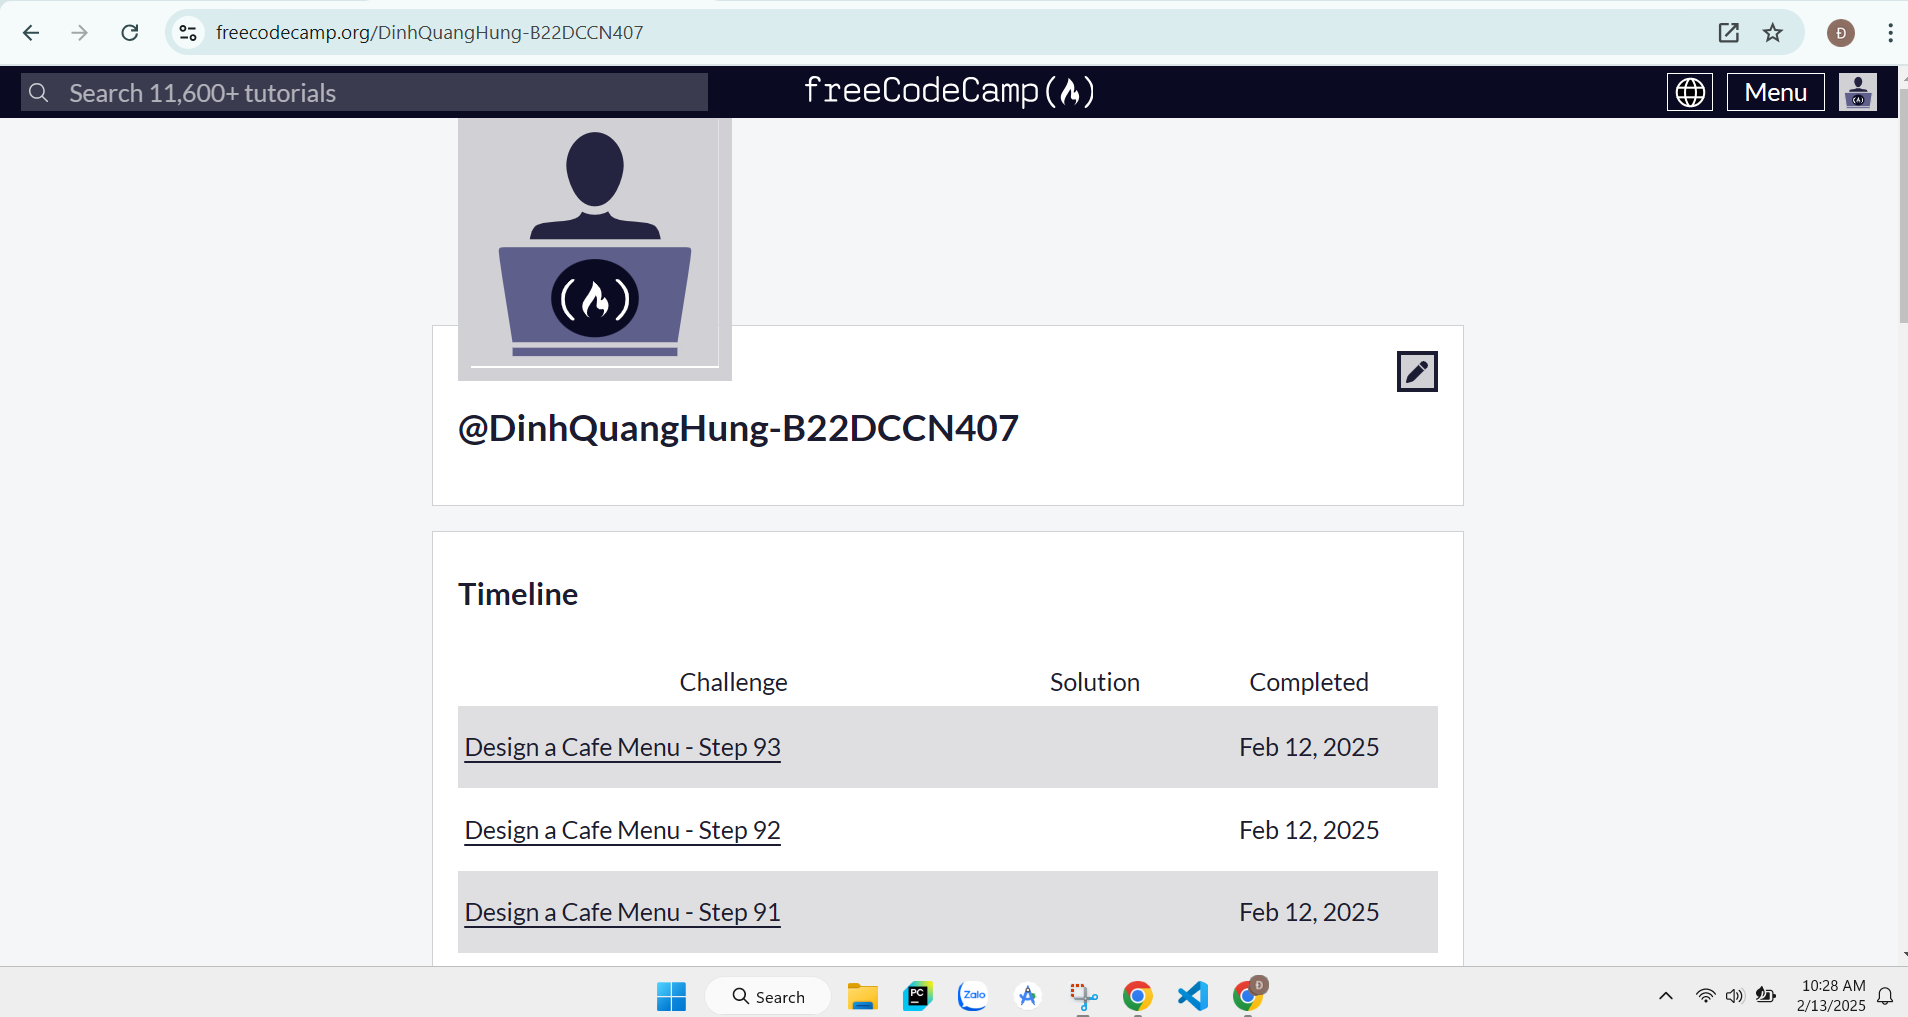 freecodecamp.org/DinhQuangHung-B22DCCN407
Đ
Search 11,600+ tutorials
freeCodeCamp(🔥)
Menu
@DinhQuangHung-B22DCCN407
Timeline
Challenge Solution Completed
Design a Cafe Menu - Step 93 Feb 12, 2025
Design a Cafe Menu - Step 92 Feb 12, 2025
Design a Cafe Menu - Step 91 Feb 12, 2025
Search
PC
Zalo
Đ
10:28 AM
2/13/2025